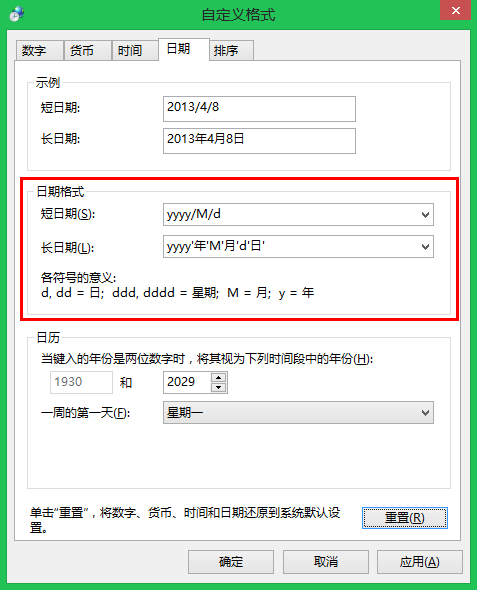 自定义格式
数字 货币 时间 日期 排序
示例
短日期: 2013/4/8
长日期: 2013年4月8日
日期格式
短日期(S): yyyy/M/d
长日期(L): yyyy'年'M'月'd'日'
各符号的意义:
d, dd = 日; ddd, dddd = 星期; M = 月; y = 年
日历
当键入的年份是两位数字时，将其视为下列时间段中的年份(H):
1930 和 2029
一周的第一天(F): 星期一
单击"重置"，将数字、货币、时间和日期还原到系统默认设
置。
重置(R)
确定 取消 应用(A)